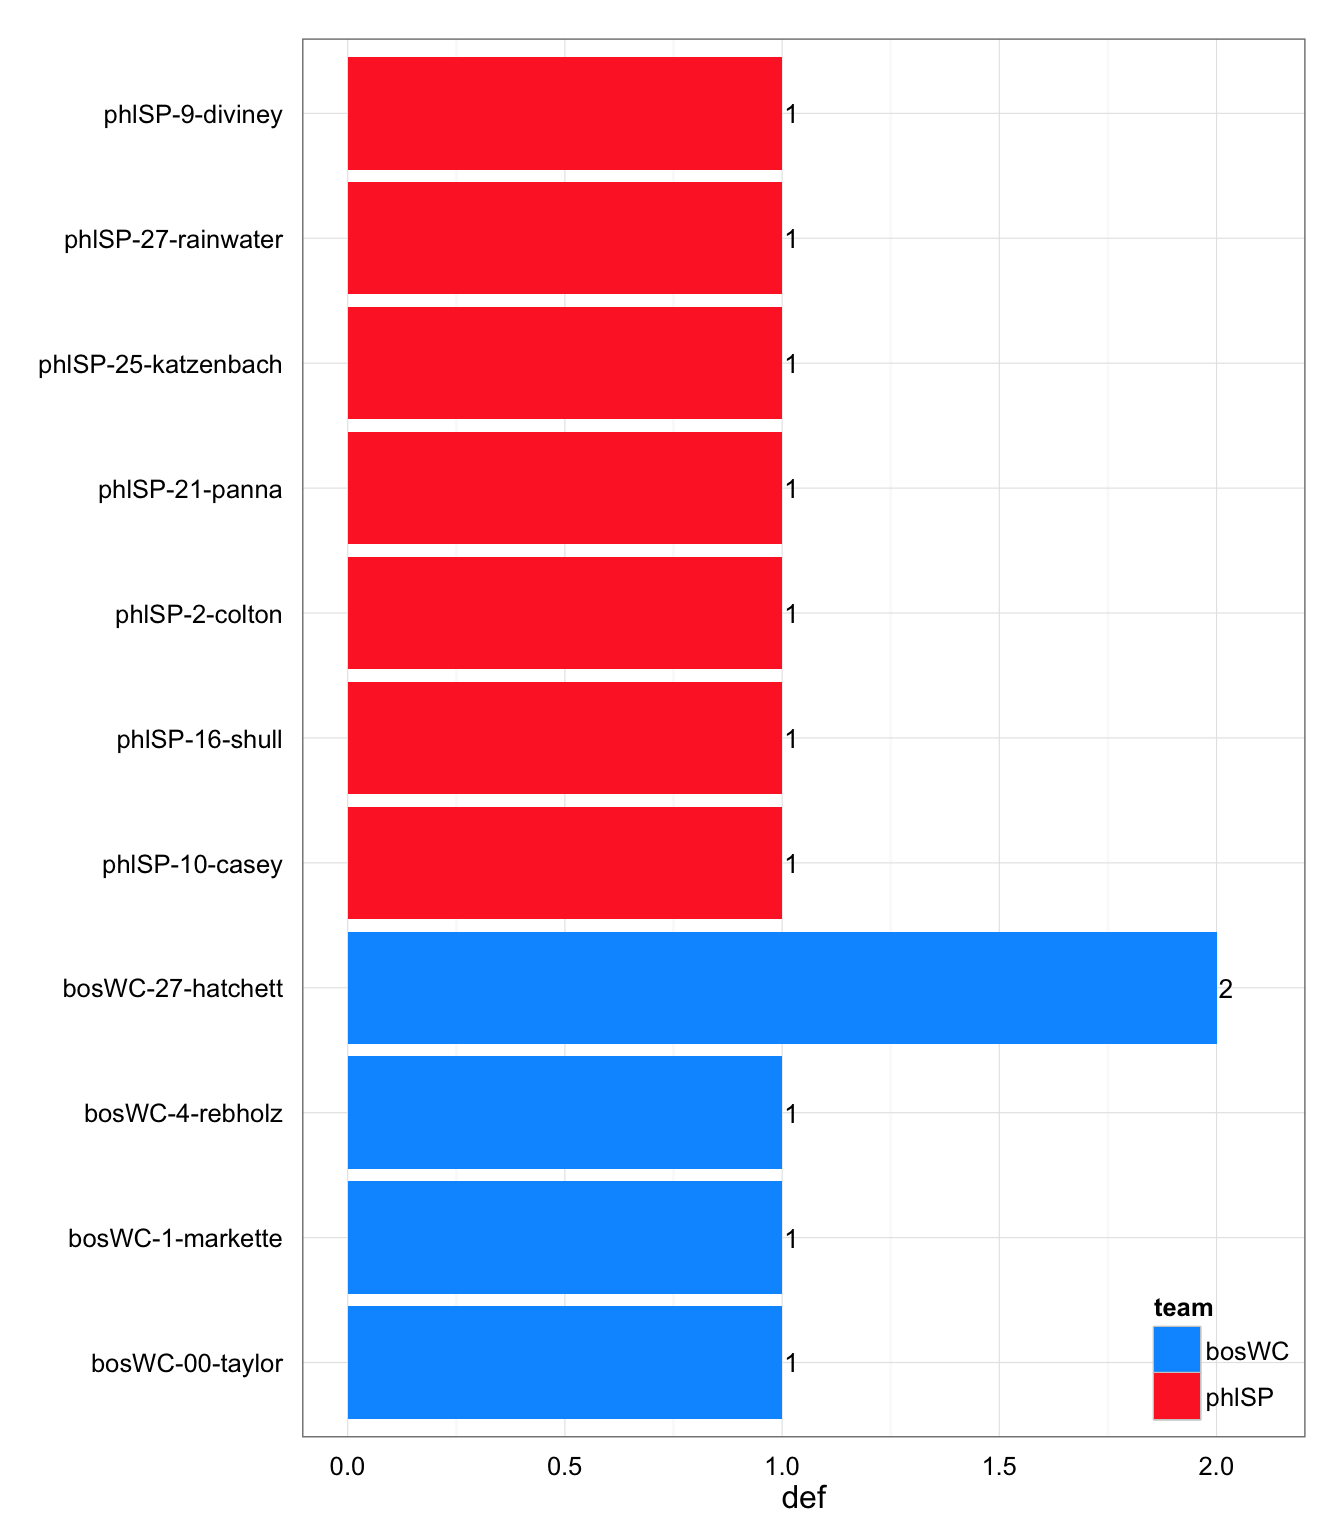 phlSP-9-diviney 1
phlSP-27-rainwater 1
phlSP-25-katzenbach 1
phlSP-21-panna 1
phlSP-2-colton 1
phlSP-16-shull 1
phlSP-10-casey 1
bosWC-27-hatchett 2
bosWC-4-rebholz 1
bosWC-1-markette 1
bosWC-00-taylor 1
team
bosWC
phlSP
0.0 0.5 1.0 1.5 2.0
def